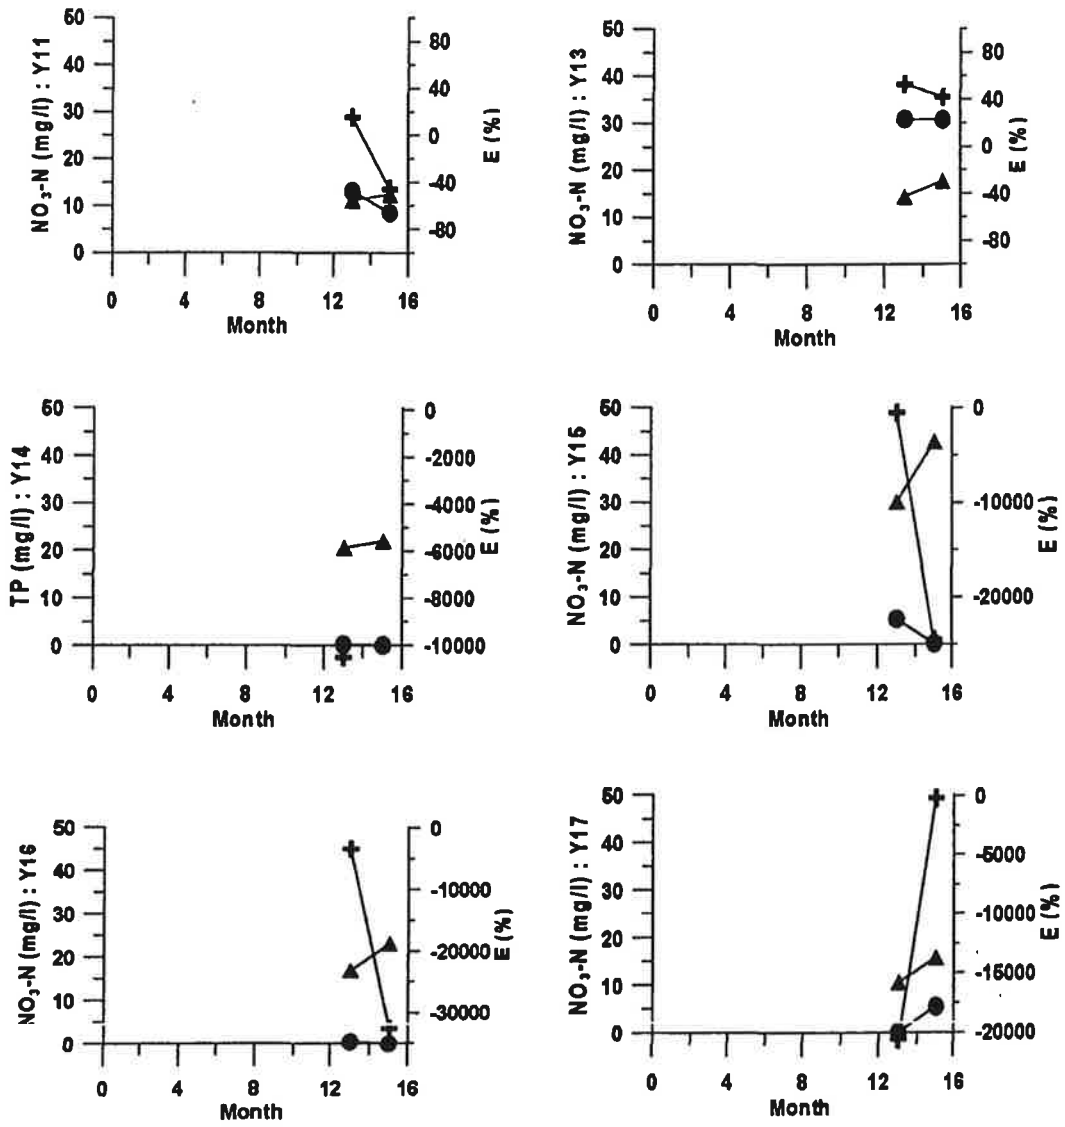 50
40
30
20
10
0
NO₃-N (mg/l) : Y11
80
40
0
-40
-80
E (%)
0 4 8 12 16
Month
50
40
30
20
10
0
NO₃-N (mg/l) : Y13
80
40
0
-40
-80
E (%)
0 4 8 12 16
Month
50
40
30
20
10
0
TP (mg/l) : Y14
0
-2000
-4000
-6000
-8000
-10000
E (%)
0 4 8 12 16
Month
50
40
30
20
10
0
NO₃-N (mg/l) : Y15
0
-10000
-20000
E (%)
0 4 8 12 16
Month
50
40
30
20
10
0
NO₃-N (mg/l) : Y16
0
-10000
-20000
-30000
E (%)
0 4 8 12 16
Month
50
40
30
20
10
0
NO₃-N (mg/l) : Y17
0
-5000
-10000
-15000
-20000
E (%)
0 4 8 12 16
Month